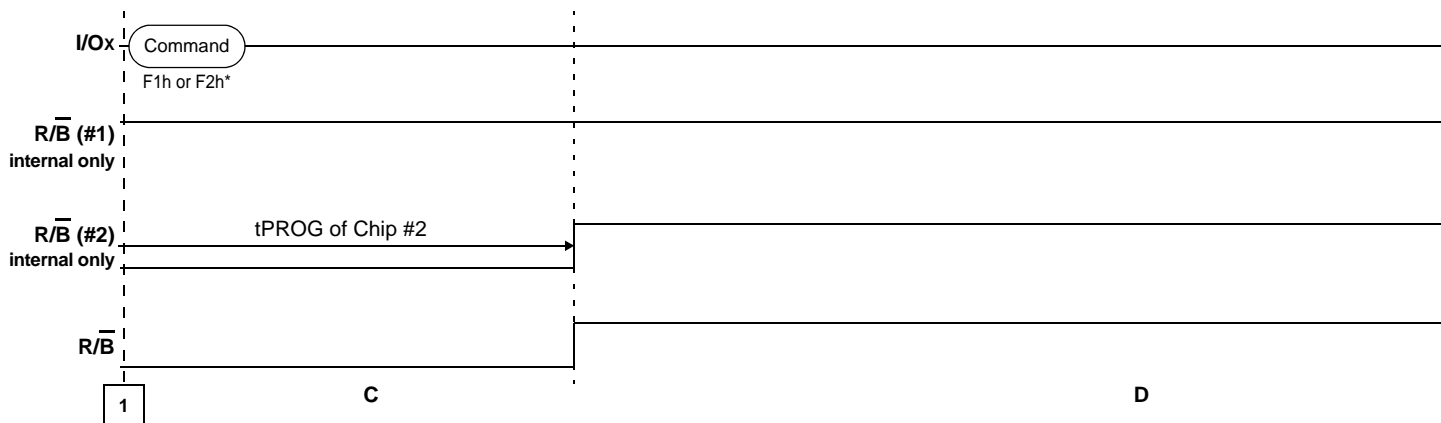 I/Ox
Command
F1h or F2h*
R/B̅ (#1)
internal only
tPROG of Chip #2
R/B̅ (#2)
internal only
R/B̅
C
D
1